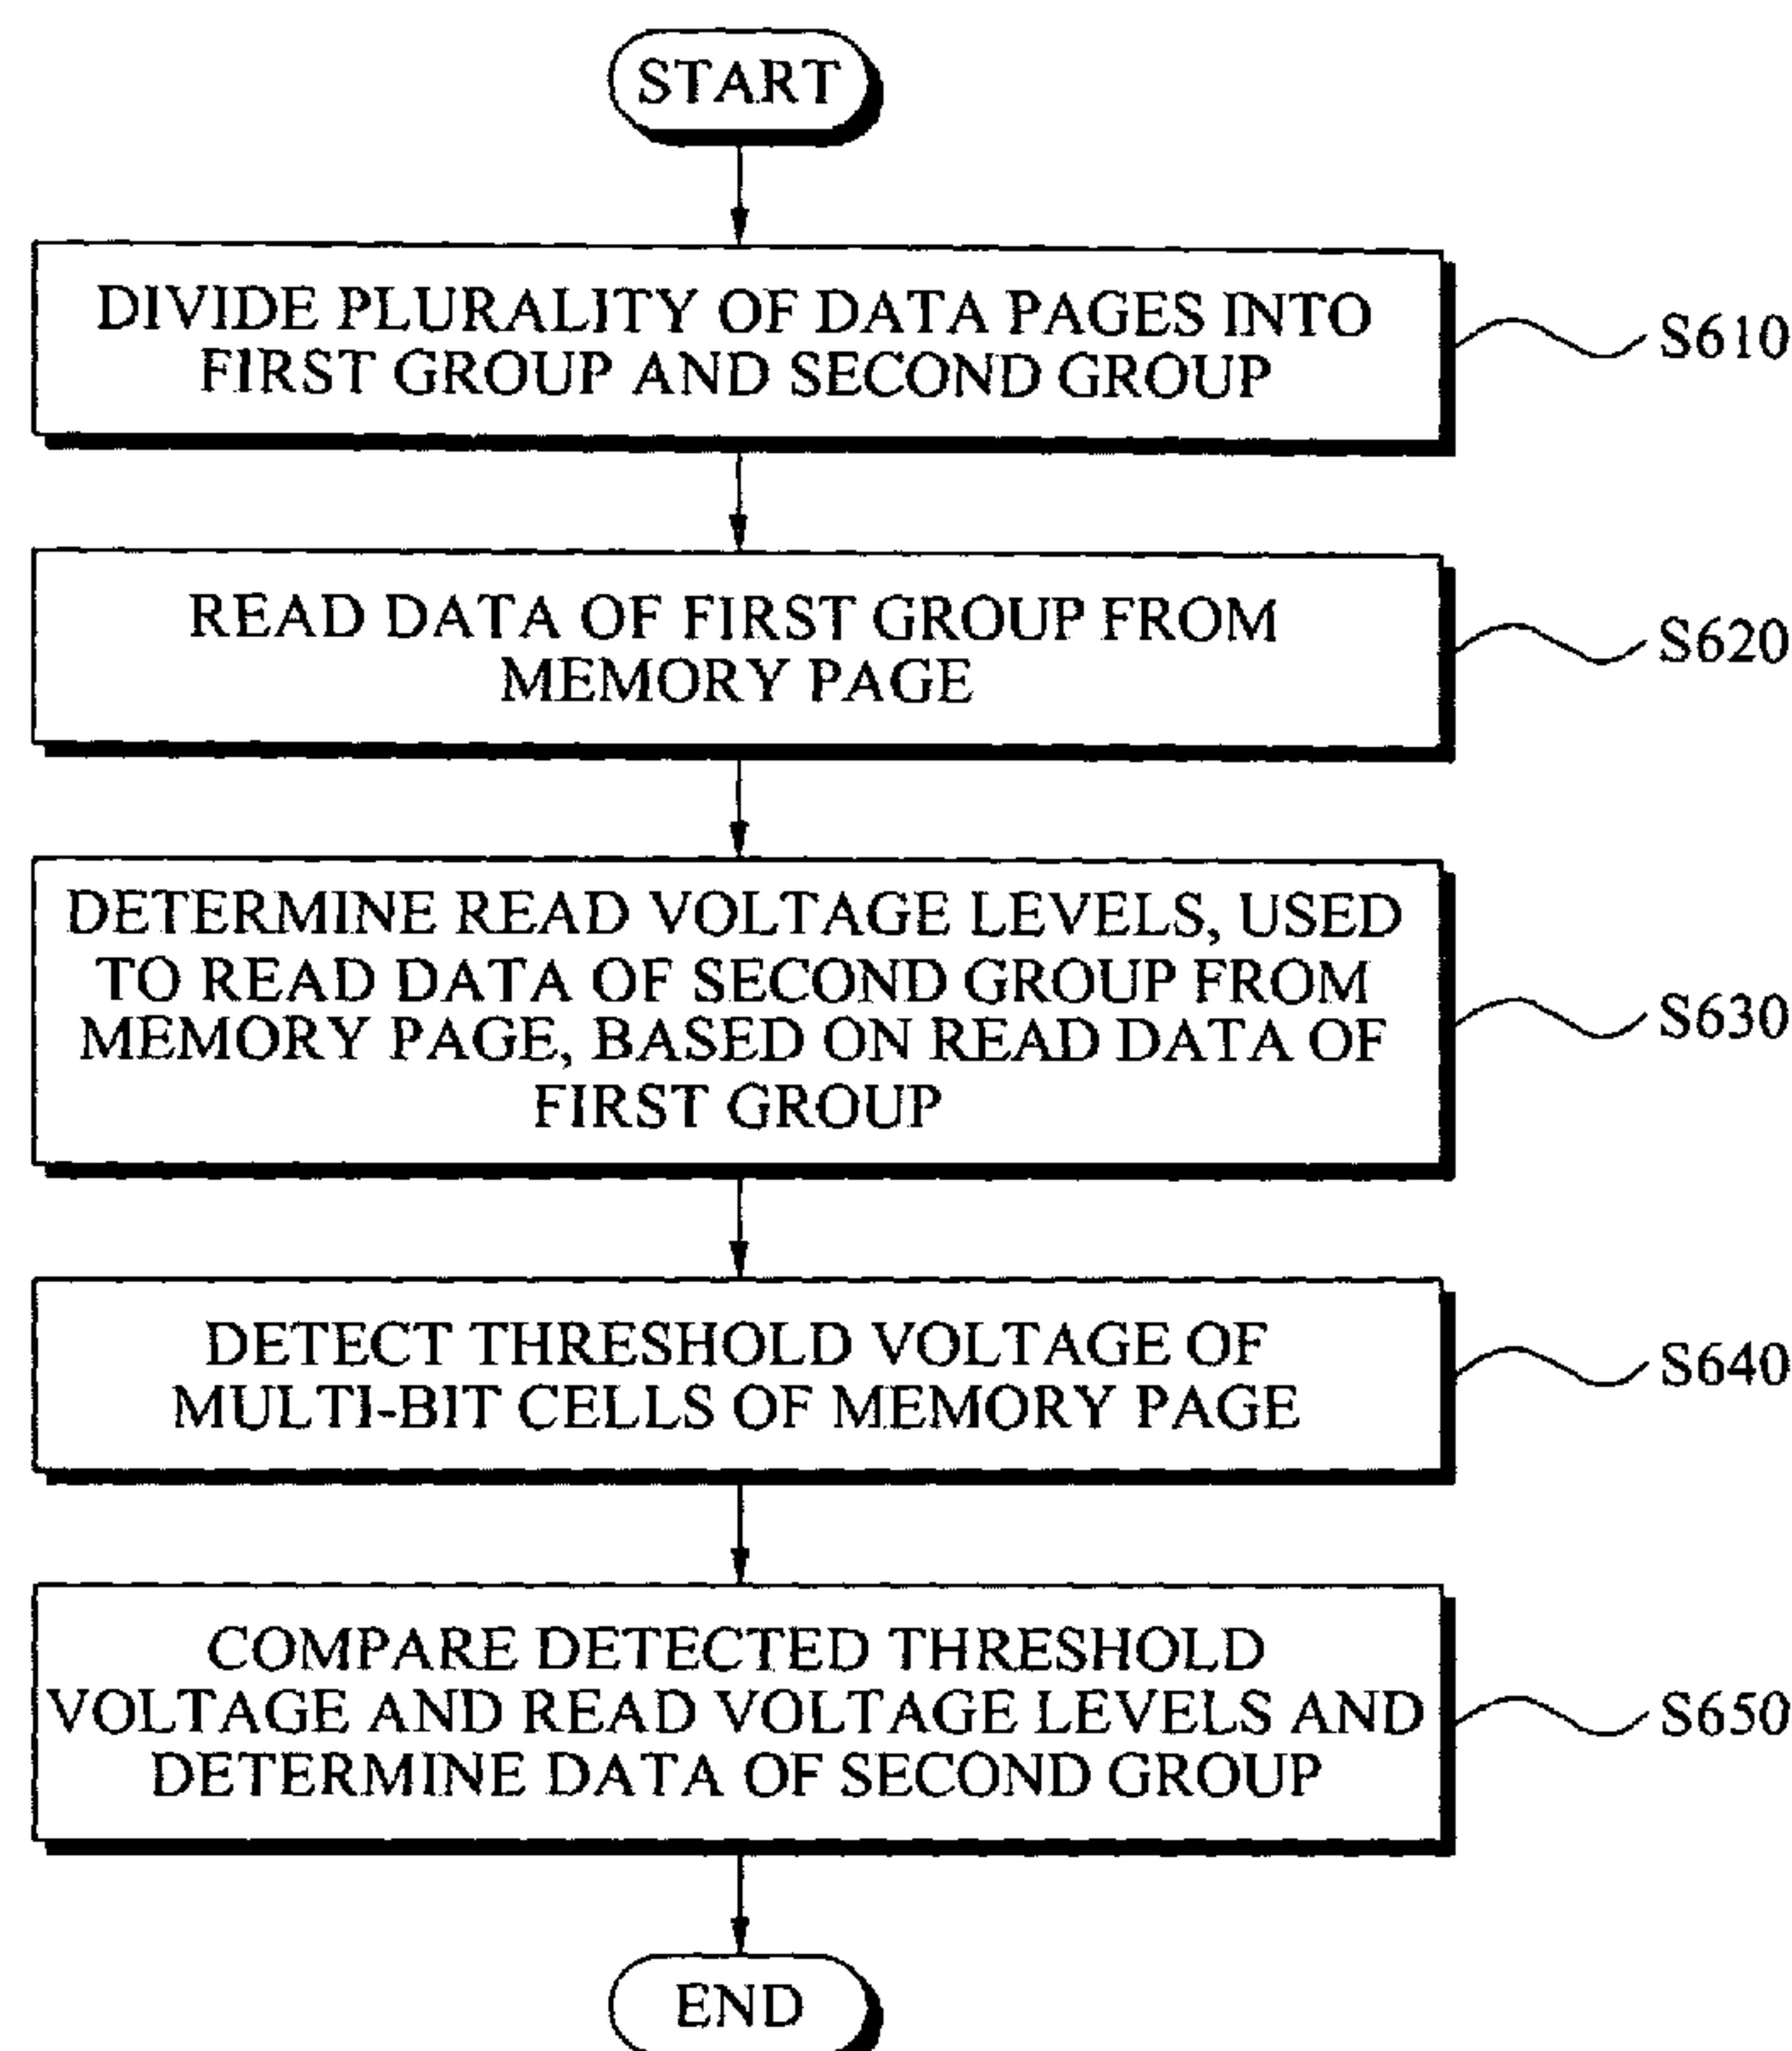 START
DIVIDE PLURALITY OF DATA PAGES INTO
FIRST GROUP AND SECOND GROUP
S610
READ DATA OF FIRST GROUP FROM
MEMORY PAGE
S620
DETERMINE READ VOLTAGE LEVELS, USED
TO READ DATA OF SECOND GROUP FROM
MEMORY PAGE, BASED ON READ DATA OF
FIRST GROUP
S630
DETECT THRESHOLD VOLTAGE OF
MULTI-BIT CELLS OF MEMORY PAGE
S640
COMPARE DETECTED THRESHOLD
VOLTAGE AND READ VOLTAGE LEVELS AND
DETERMINE DATA OF SECOND GROUP
S650
END